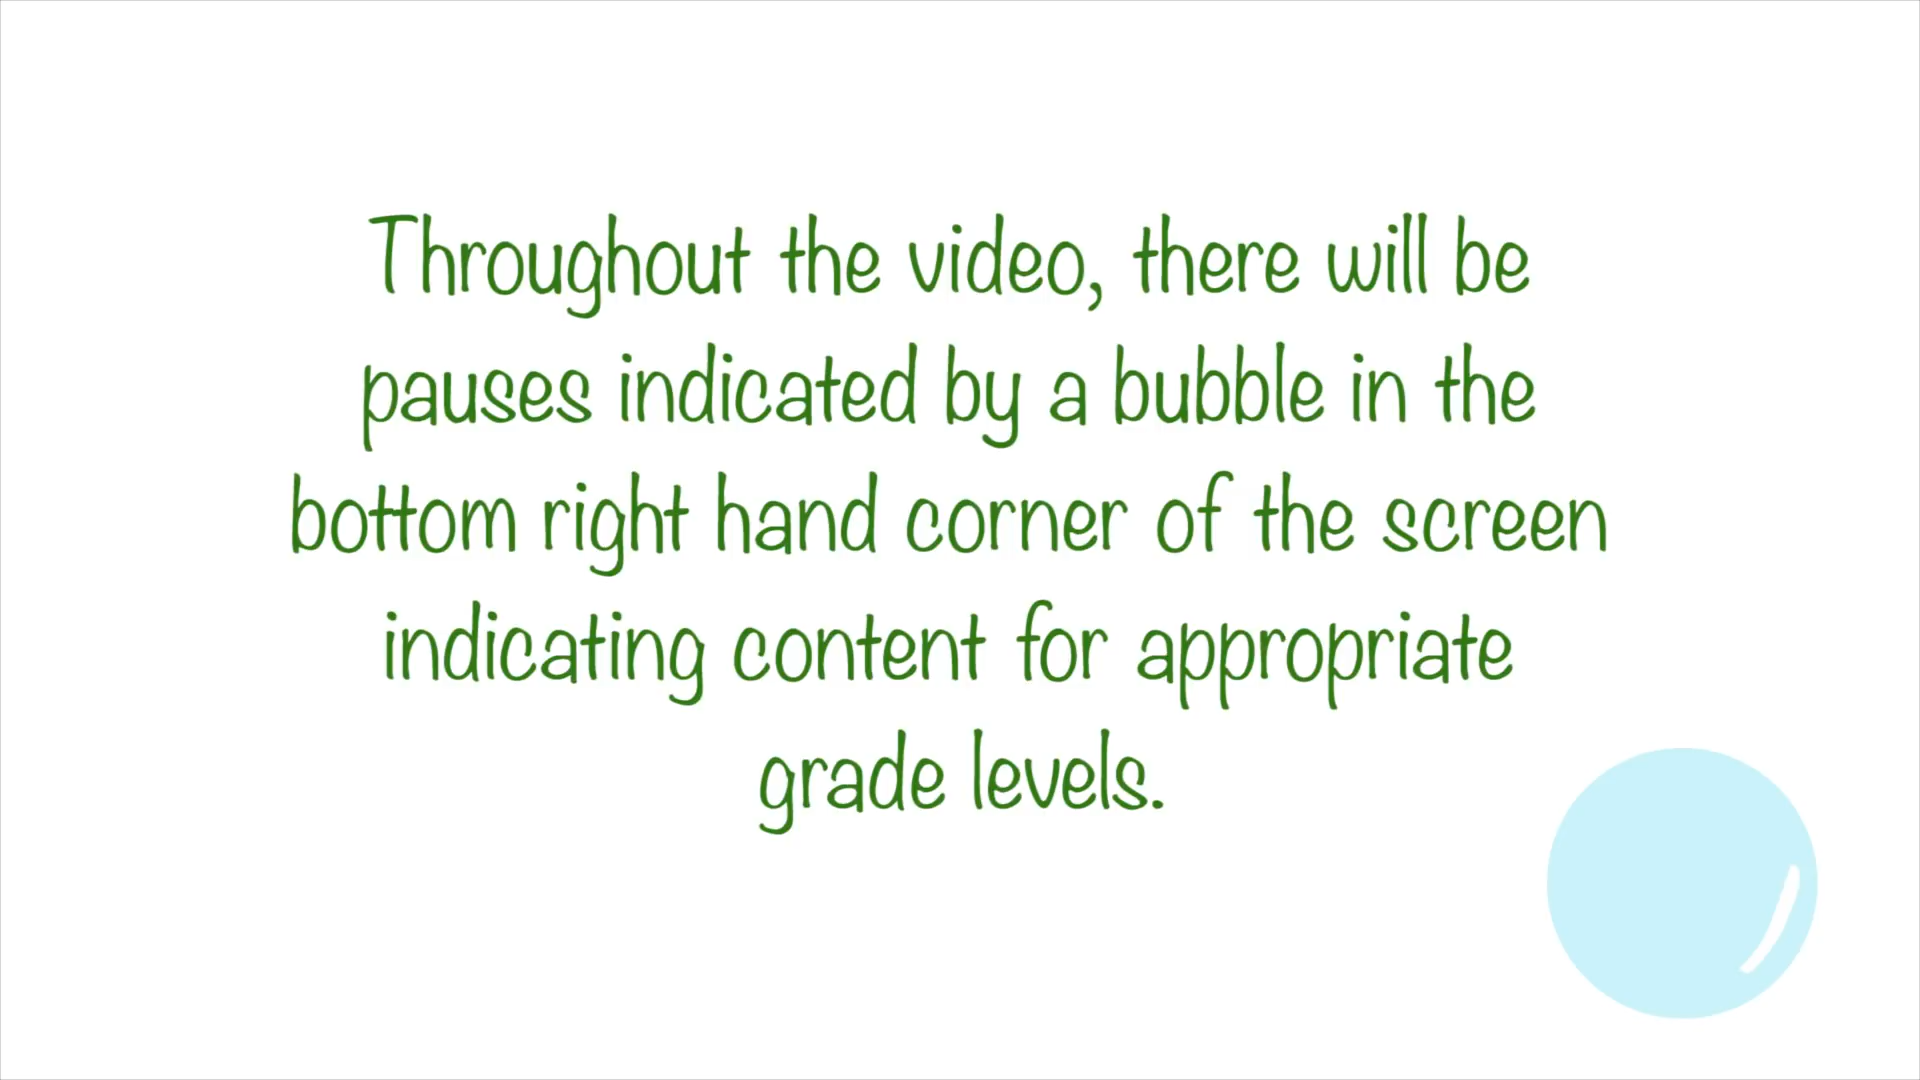 Throughout the video, there will be
pauses indicated by a bubble in the
bottom right hand corner of the screen
indicating content for appropriate
grade levels.